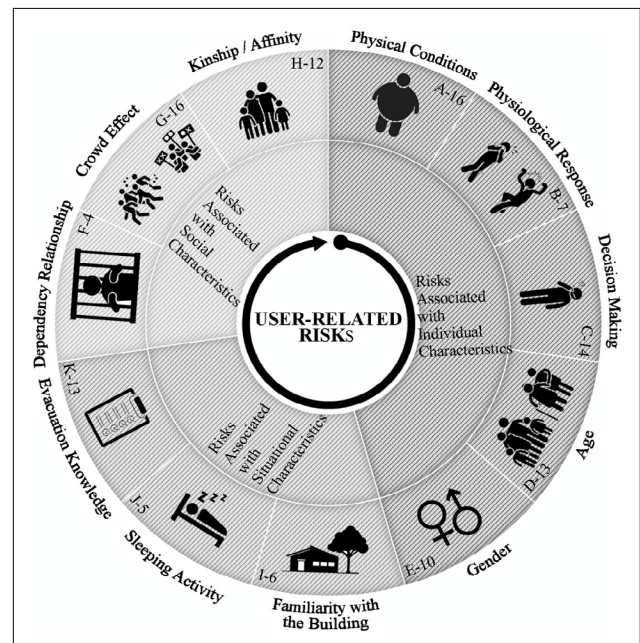 Physical Conditions
A-16
Physiological Response
B-7
Decision Making
C-14
Age
D-13
Gender
E-10
Familiarity with
the Building
I-6
Sleeping Activity
J-5
Evacuation Knowledge
K-13
Dependency Relationship
F-4
Crowd Effect
G-16
Kinship / Affinity
H-12
Risks
Associated
with
Individual
Characteristics
Risks
Associated
with
Situational
Characteristics
Risks
Associated
with
Social
Characteristics
USER-RELATED
RISKS